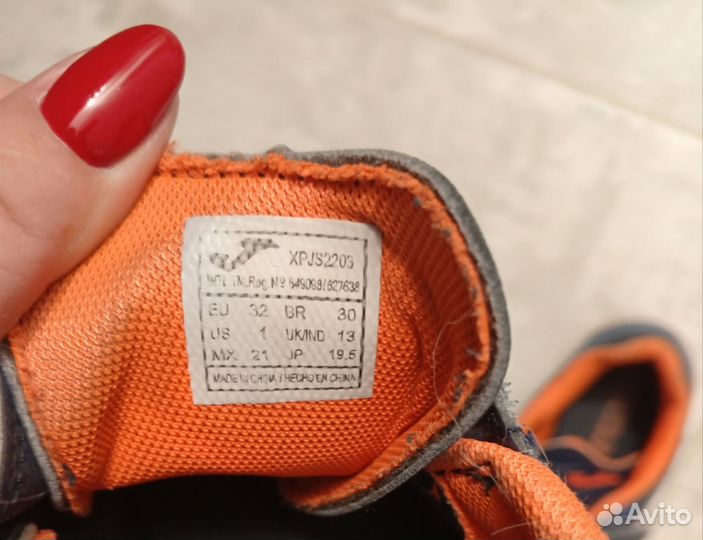 XPJS2203
INT. TM.Reg. Nº 649098/627638
EU 32 BR 30
US 1 UK/IND 13
MX 21 JP 19.5
MADE IN CHINA / HECHO EN CHINA
Avito